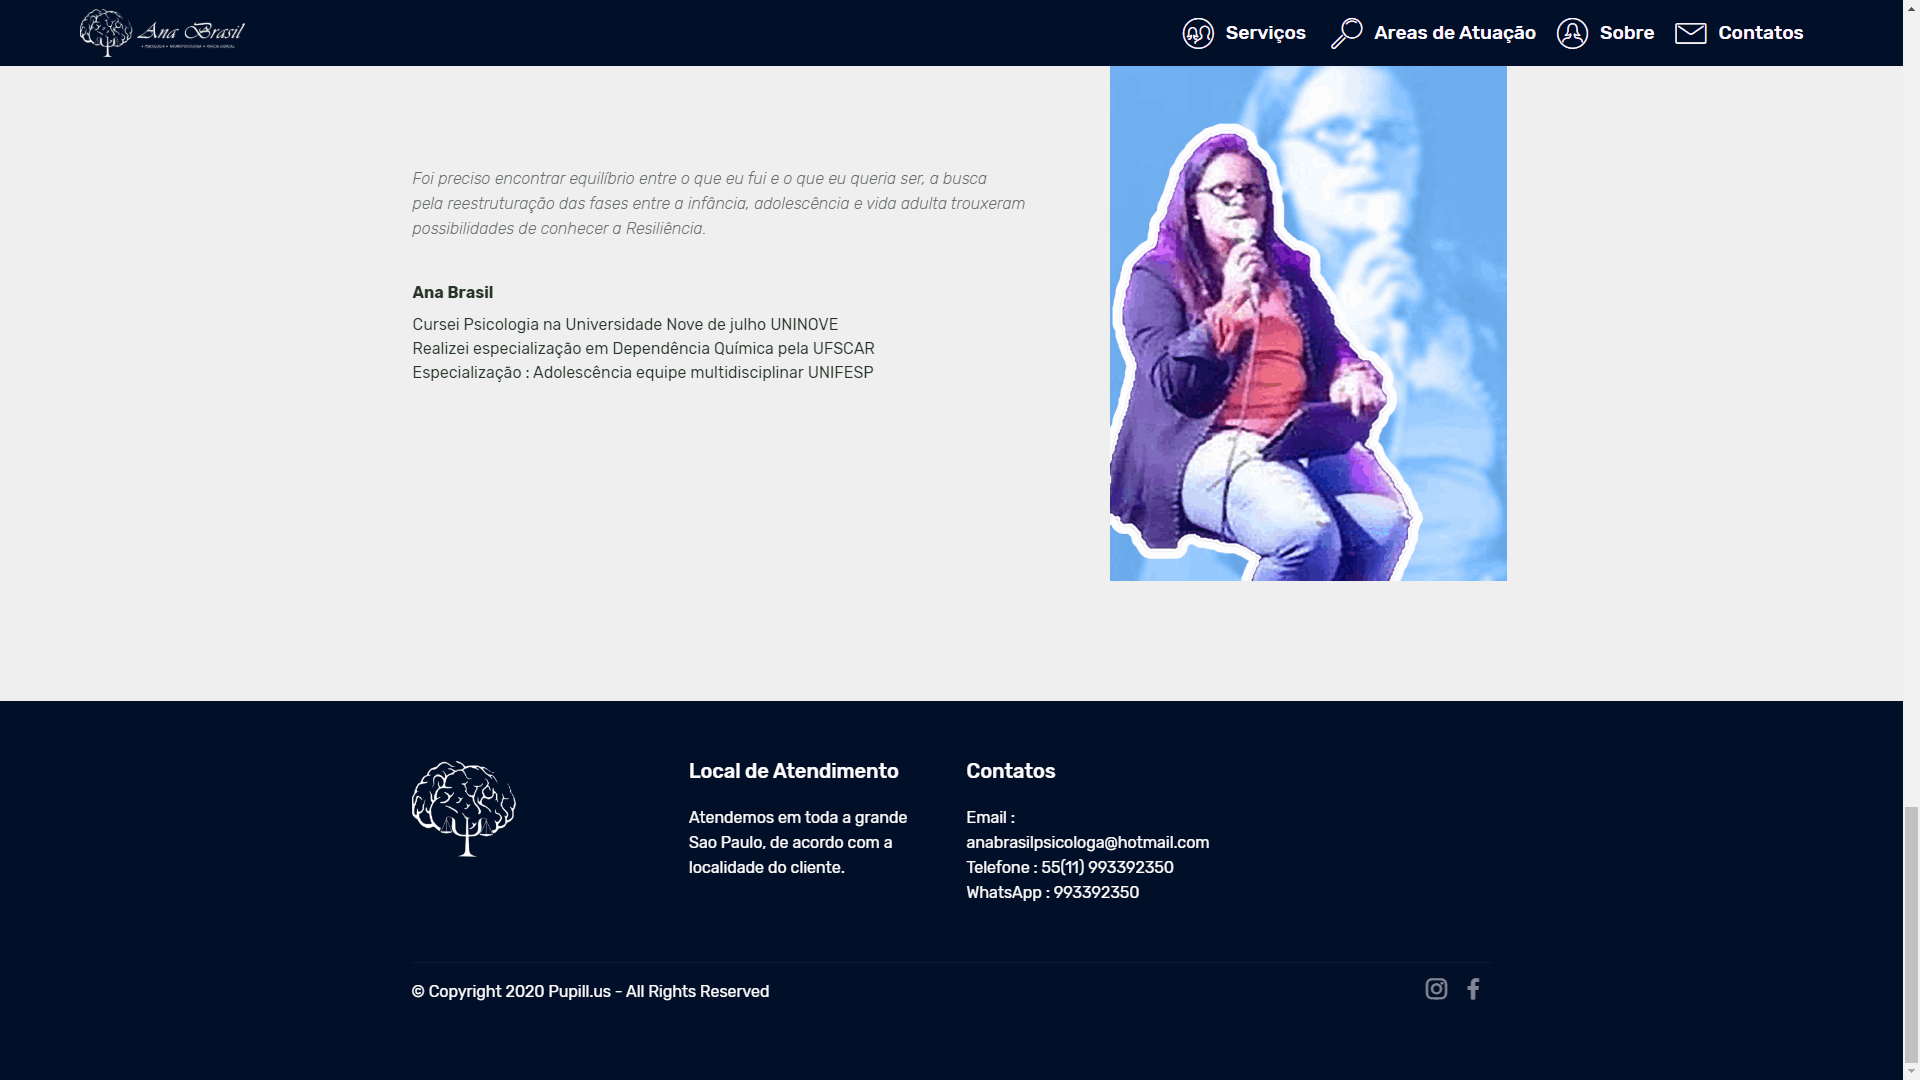 Ana Brasil
• PSICOLOGIA • NEUROPSICOLOGIA • PERÍCIA JUDICIAL
Serviços
Areas de Atuação
Sobre
Contatos
Foi preciso encontrar equilíbrio entre o que eu fui e o que eu queria ser, a busca
pela reestruturação das fases entre a infância, adolescência e vida adulta trouxeram
possibilidades de conhecer a Resiliência.
Ana Brasil
Cursei Psicologia na Universidade Nove de julho UNINOVE
Realizei especialização em Dependência Química pela UFSCAR
Especialização : Adolescência equipe multidisciplinar UNIFESP
Local de Atendimento
Atendemos em toda a grande
Sao Paulo, de acordo com a
localidade do cliente.
Contatos
Email :
anabrasilpsicologa@hotmail.com
Telefone : 55(11) 993392350
WhatsApp : 993392350
© Copyright 2020 Pupill.us - All Rights Reserved